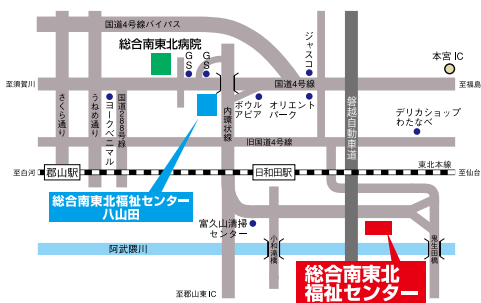 国道4号線バイパス
総合南東北病院
GS
GS
ジャスコ
本宮IC
至須賀川
国道4号線
至福島
さくら通り
うねめ通り
ヨークベニマル
国道288号線
ボウル
アピア
オリエント
パーク
内環状線
磐越自動車道
デリカショップ
わたなべ
旧国道4号線
東北本線
至白河
郡山駅
日和田駅
至仙台
総合南東北福祉センター
八山田
富久山清掃
センター
阿武隈川
小和滝橋
鬼生田橋
総合南東北
福祉センター
至郡山東IC